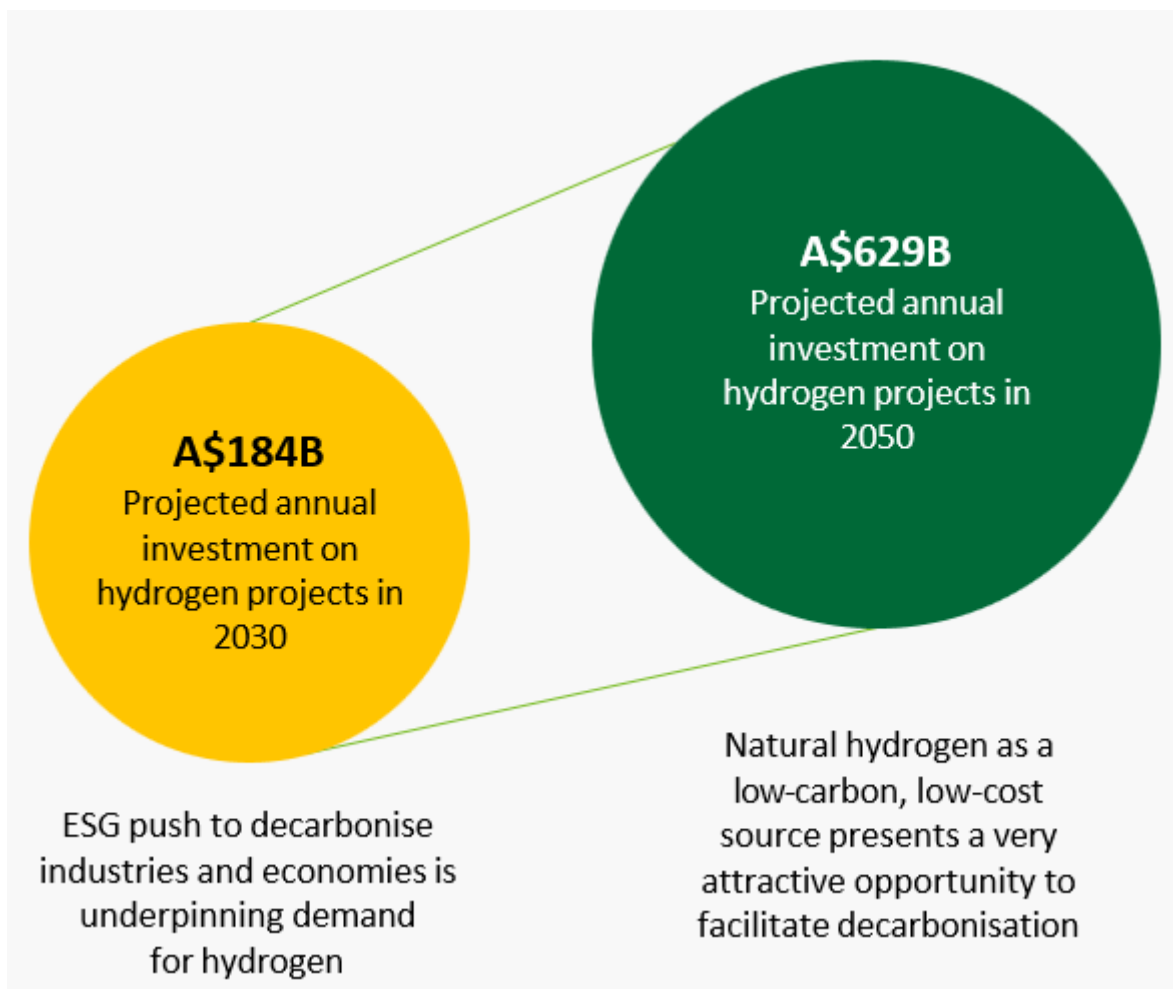 A$184B
Projected annual
investment on
hydrogen projects in
2030
A$629B
Projected annual
investment on
hydrogen projects in
2050
ESG push to decarbonise
industries and economies is
underpinning demand
for hydrogen
Natural hydrogen as a
low-carbon, low-cost
source presents a very
attractive opportunity to
facilitate decarbonisation